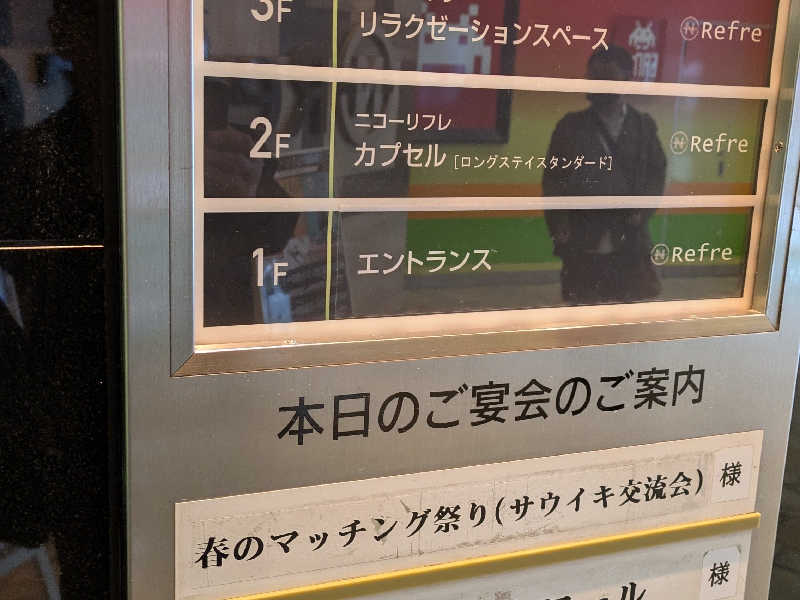 3F
リラクゼーションスペース
Refre
2F
ニコーリフレ
カプセル [ロングステイスタンダード]
Refre
1F
エントランス
Refre
本日のご宴会のご案内
春のマッチング祭り(サウイキ交流会) 様
様